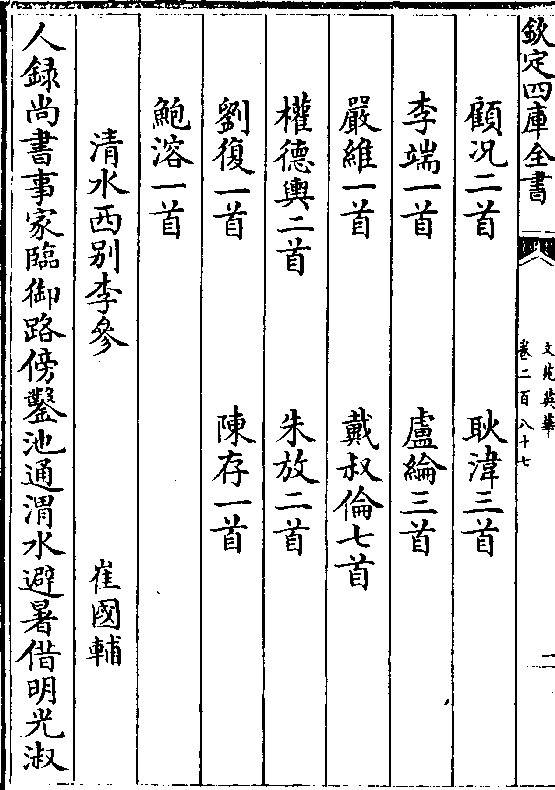 欽定四庫全書
文苑英華
卷二百八十七
二
顧况二首 耿湋三首
李端一首 盧綸三首
嚴維一首 戴叔倫七首
權德輿二首 朱放二首
劉復一首 陳存一首
鮑溶一首
清水西别李參 崔國輔
人録尚書事家臨御路傍鑿池通渭水避暑借明光淑